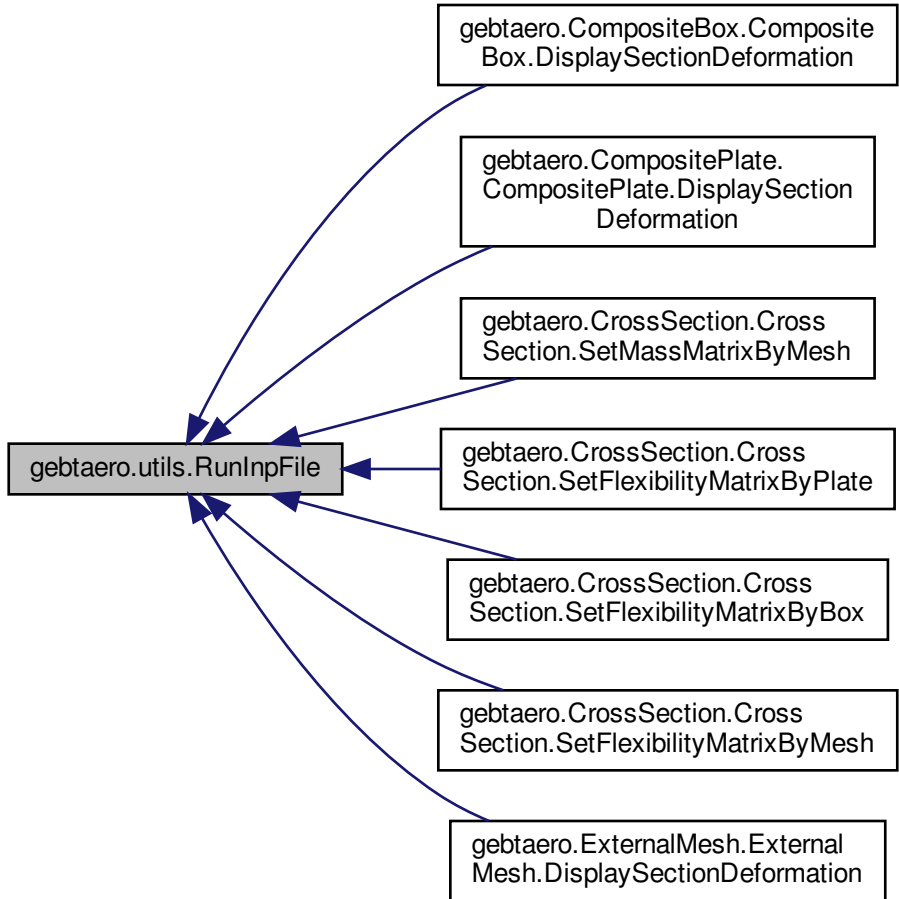 gebtaero.CompositeBox.Composite
Box.DisplaySectionDeformation
gebtaero.CompositePlate.
CompositePlate.DisplaySection
Deformation
gebtaero.CrossSection.Cross
Section.SetMassMatrixByMesh
gebtaero.utils.RunInpFile
gebtaero.CrossSection.Cross
Section.SetFlexibilityMatrixByPlate
gebtaero.CrossSection.Cross
Section.SetFlexibilityMatrixByBox
gebtaero.CrossSection.Cross
Section.SetFlexibilityMatrixByMesh
gebtaero.ExternalMesh.External
Mesh.DisplaySectionDeformation